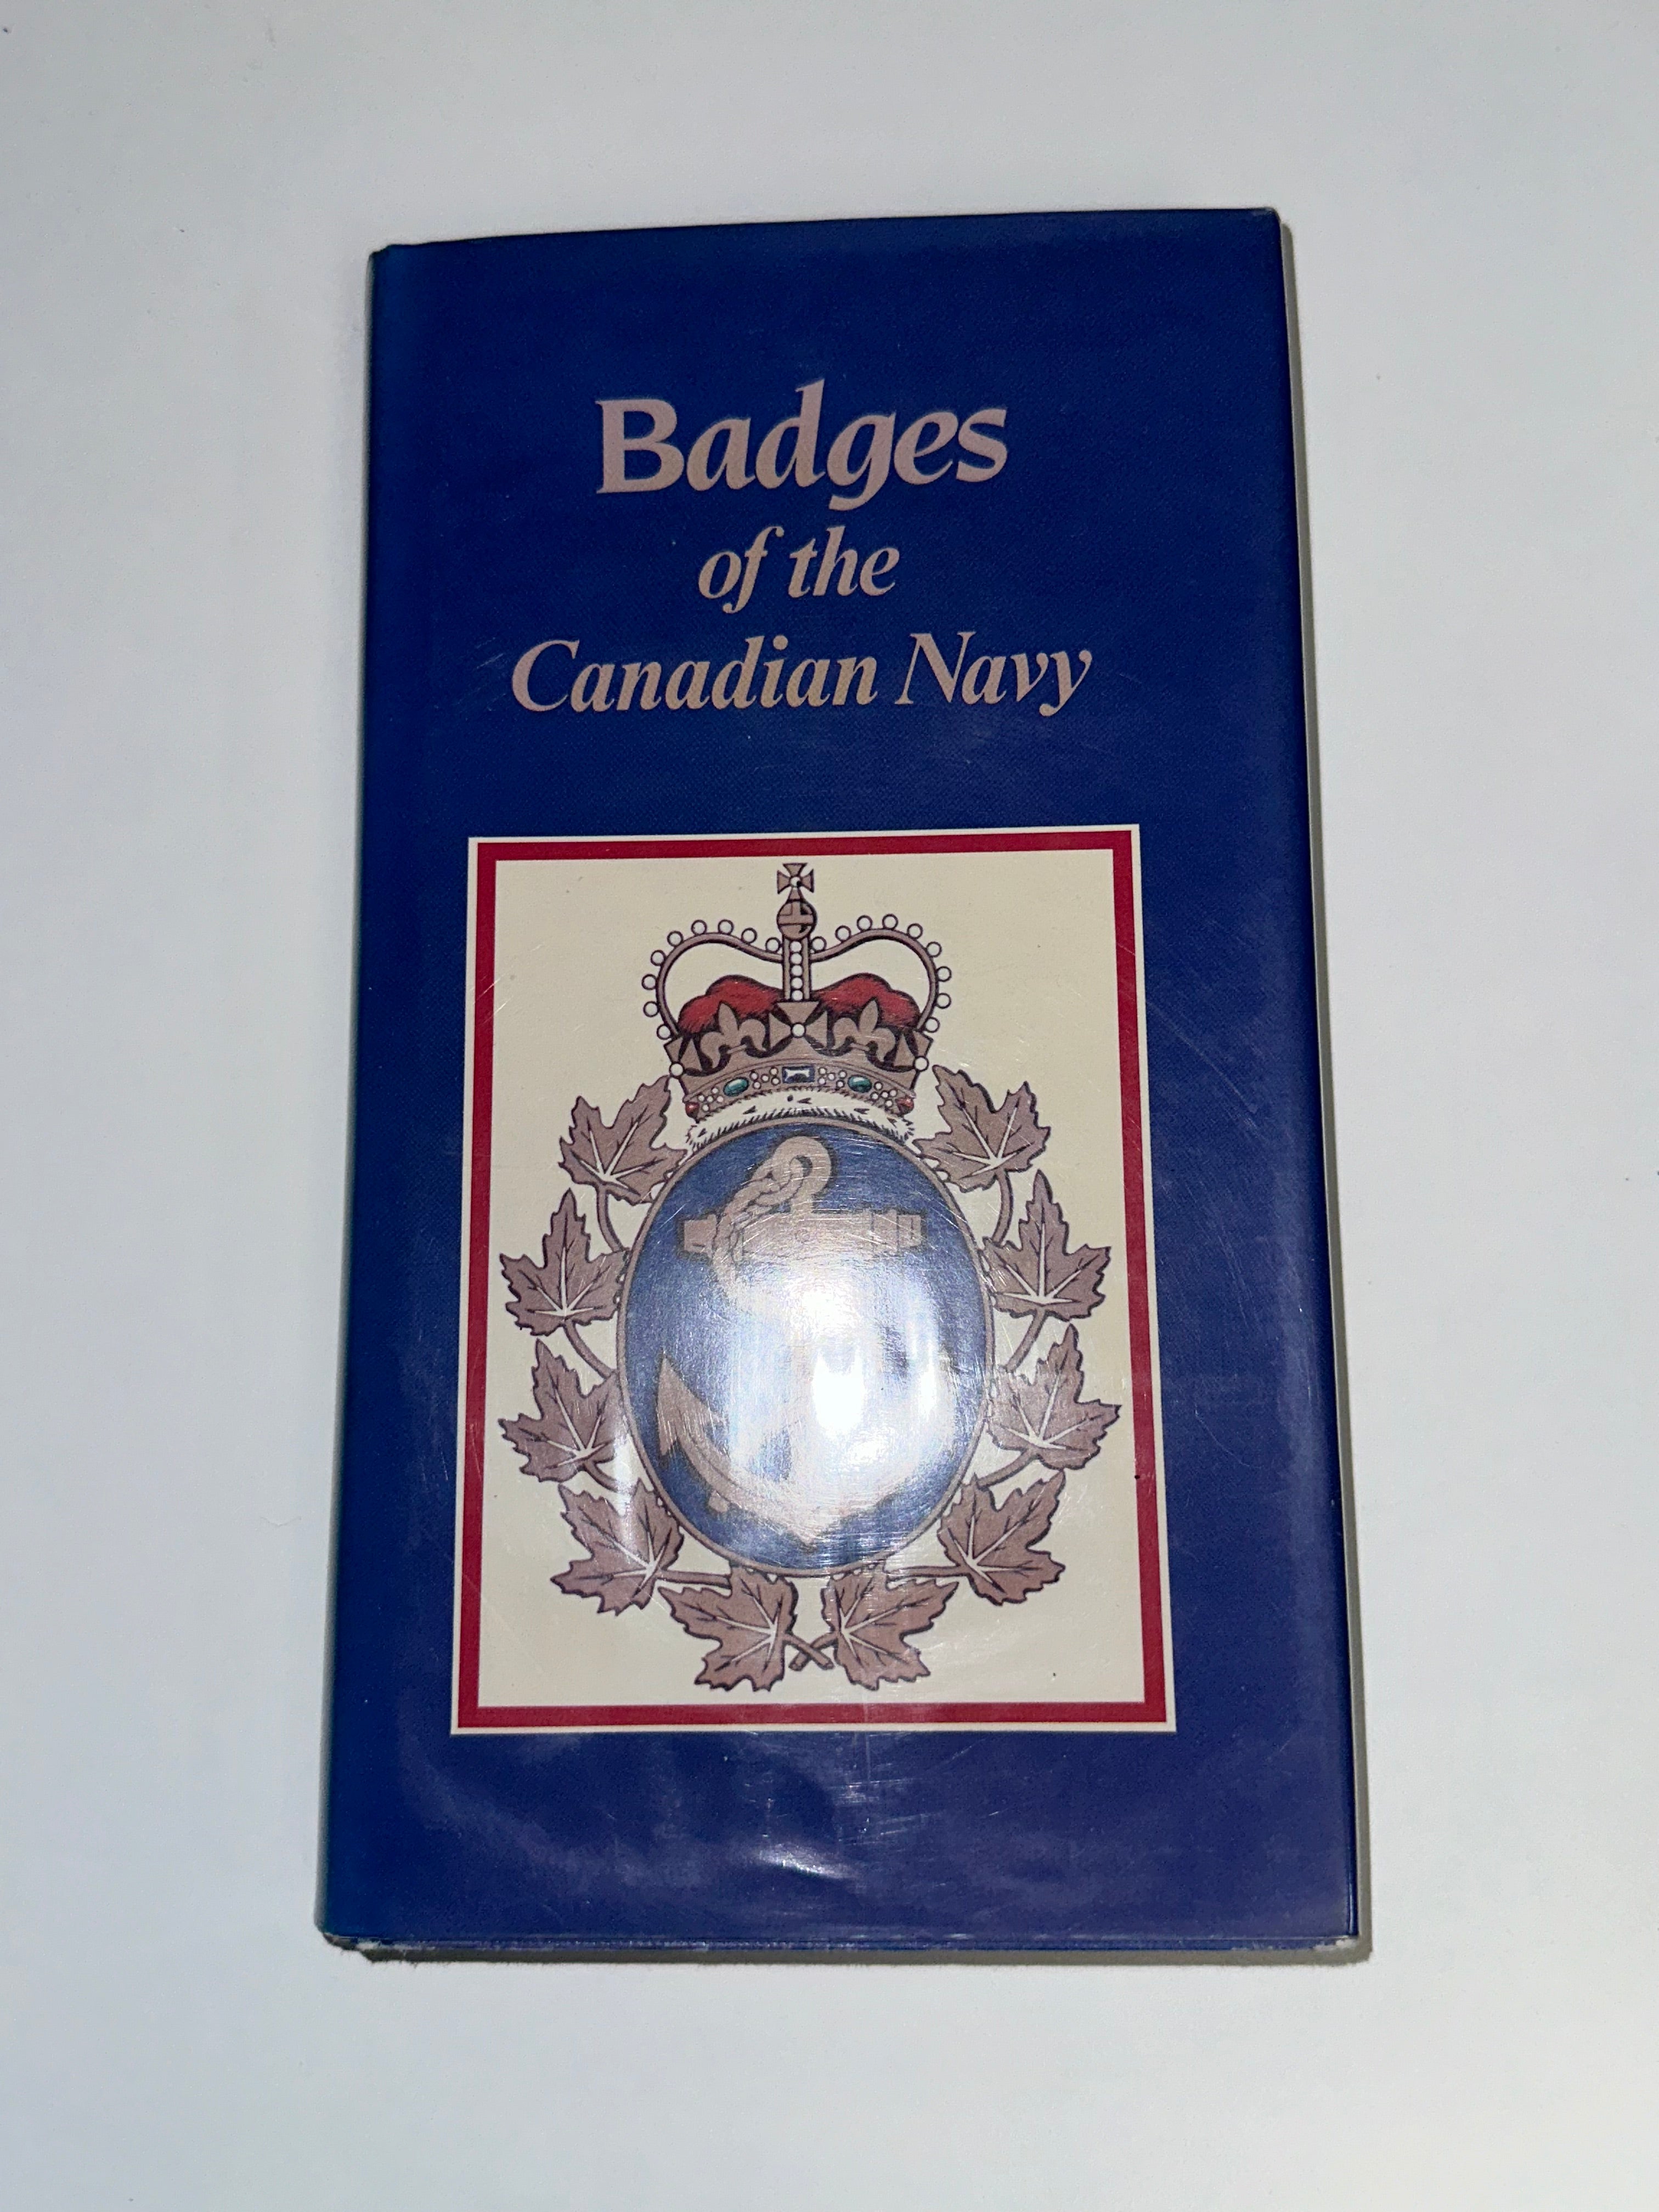 Badges
of the
Canadian Navy